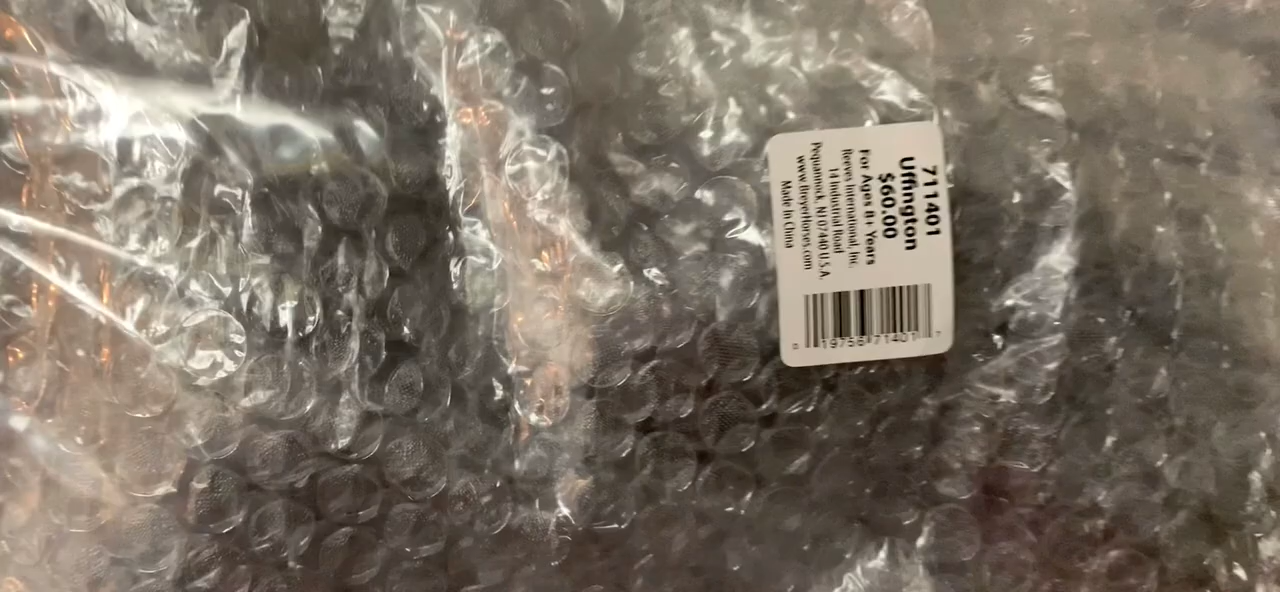 711401
Uffington
$60.00
For Ages 8+ Years
Reeves International, Inc.
14 Industrial Road
Pequannock, NJ 07440 U.S.A.
www.BreyerHorses.com
Made In China
0 19756 71401 7